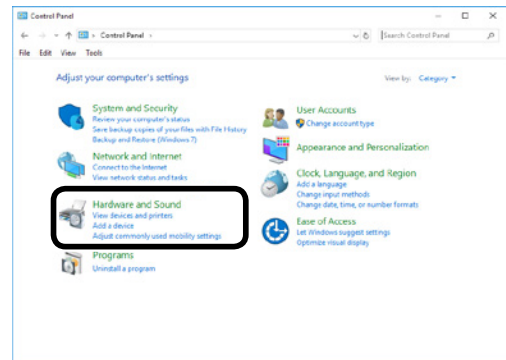 Control Panel
Control Panel
Search Control Panel
File Edit View Tools
Adjust your computer's settings
View by: Category
System and Security
Review your computer's status
Save backup copies of your files with File History
Backup and Restore (Windows 7)
Network and Internet
Connect to the Internet
View network status and tasks
Hardware and Sound
View devices and printers
Add a device
Adjust commonly used mobility settings
Programs
Uninstall a program
User Accounts
Change account type
Appearance and Personalization
Clock, Language, and Region
Add a language
Change input methods
Change date, time, or number formats
Ease of Access
Let Windows suggest settings
Optimize visual display